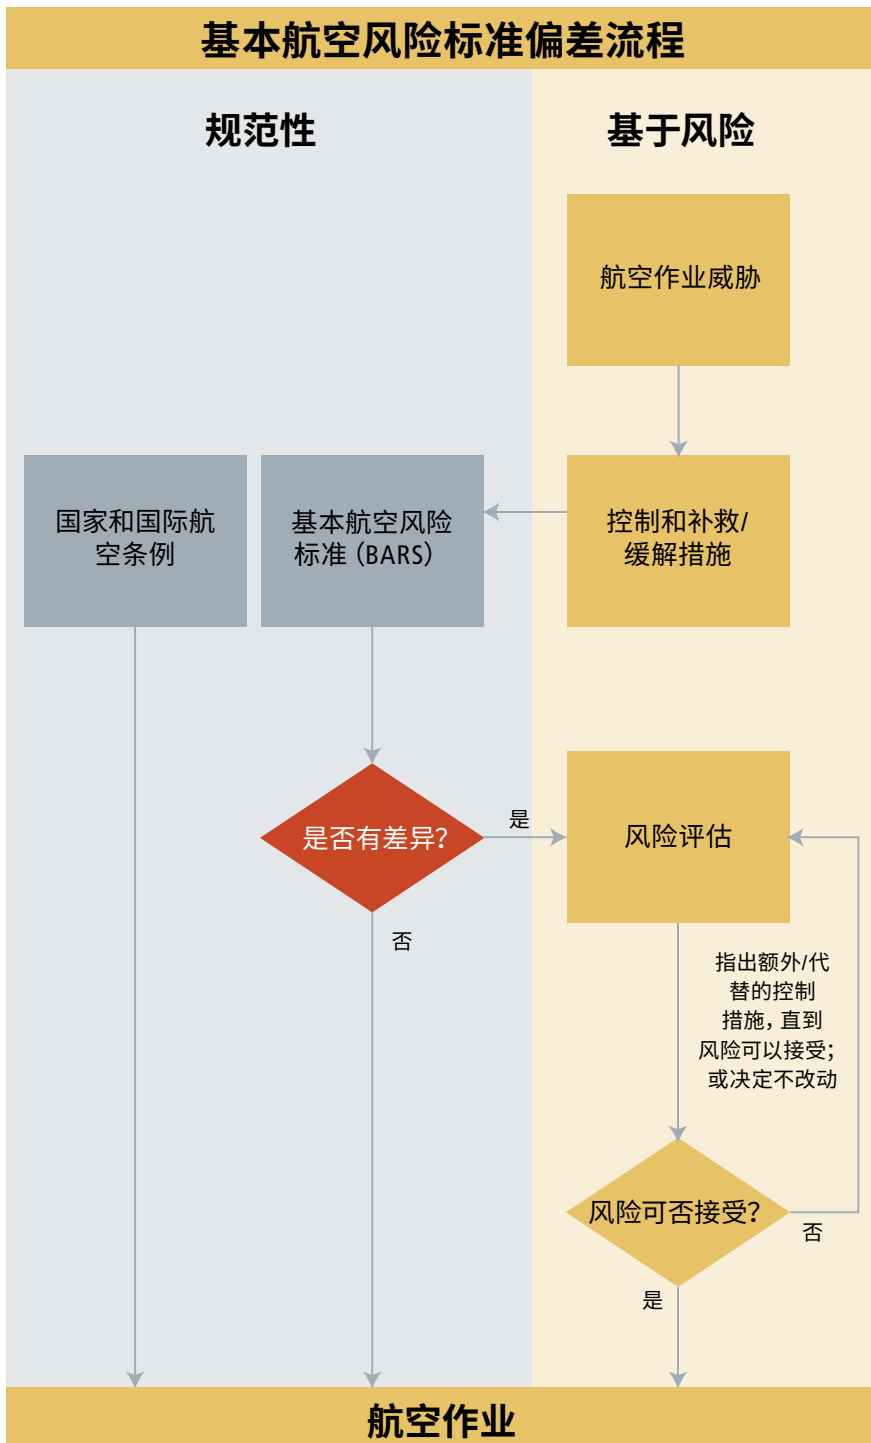 基本航空风险标准偏差流程
规范性
基于风险
航空作业威胁
国家和国际航
空条例
基本航空风险
标准（BARS）
控制和补救/
缓解措施
是否有差异？
是
风险评估
否
指出额外/代
替的控制
措施，直到
风险可以接受；
或决定不改动
风险可否接受？
否
是
航空作业